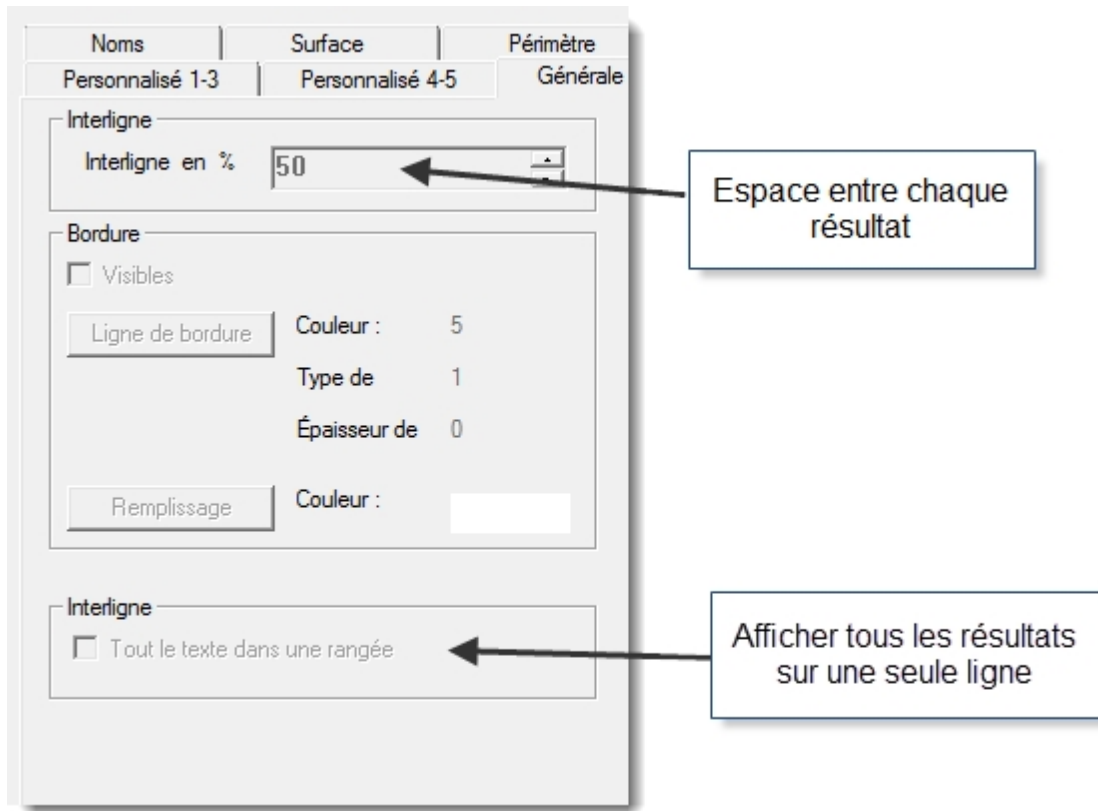 Noms Surface Périmètre
Personnalisé 1-3 Personnalisé 4-5 Générale
Interligne
Interligne en % 50
Espace entre chaque
résultat
Bordure
Visibles
Ligne de bordure Couleur : 5
Type de 1
Épaisseur de 0
Remplissage Couleur :
Interligne
Tout le texte dans une rangée
Afficher tous les résultats
sur une seule ligne